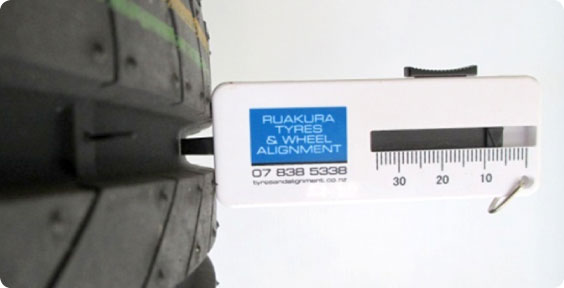 RUAKURA
TYRES
& WHEEL
ALIGNMENT
07 838 5338
tyresandalignment.co.nz
30 20 10